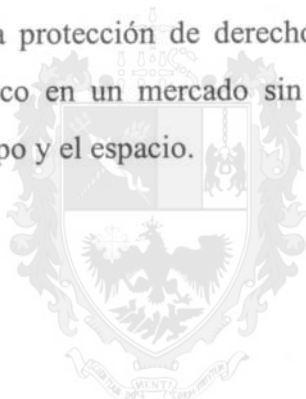 a protección de derecho
co en un mercado sin
po y el espacio.